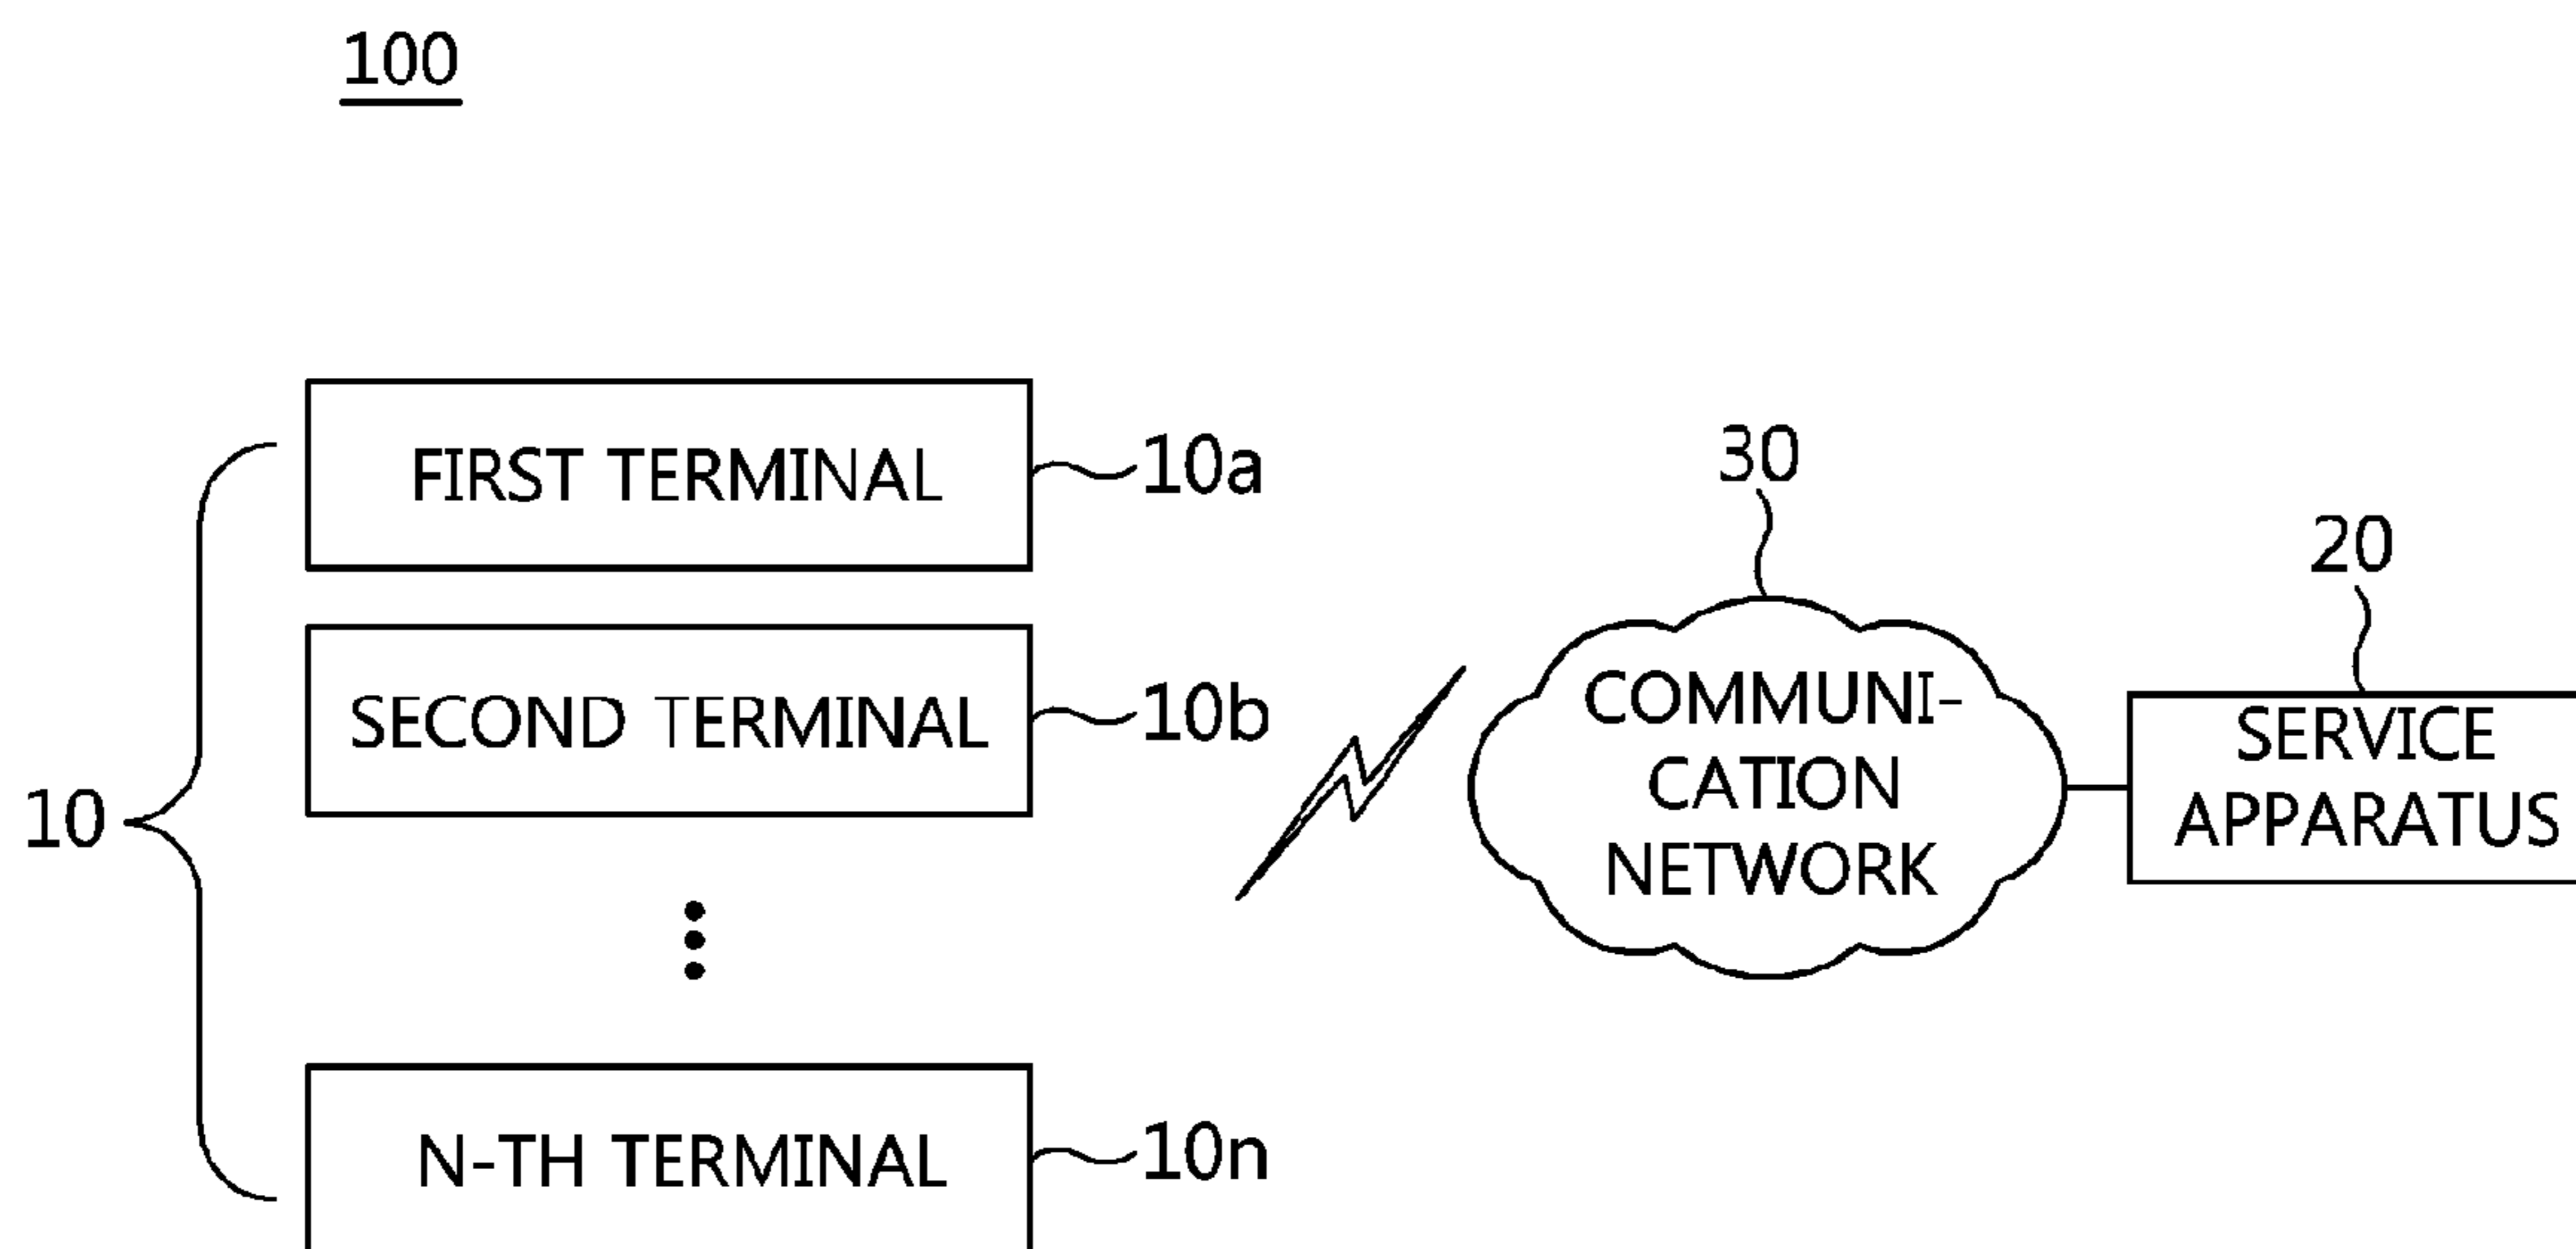 100
FIRST TERMINAL
10a
SECOND TERMINAL
10b
10
N-TH TERMINAL
10n
30
COMMUNI-
CATION
NETWORK
20
SERVICE
APPARATUS